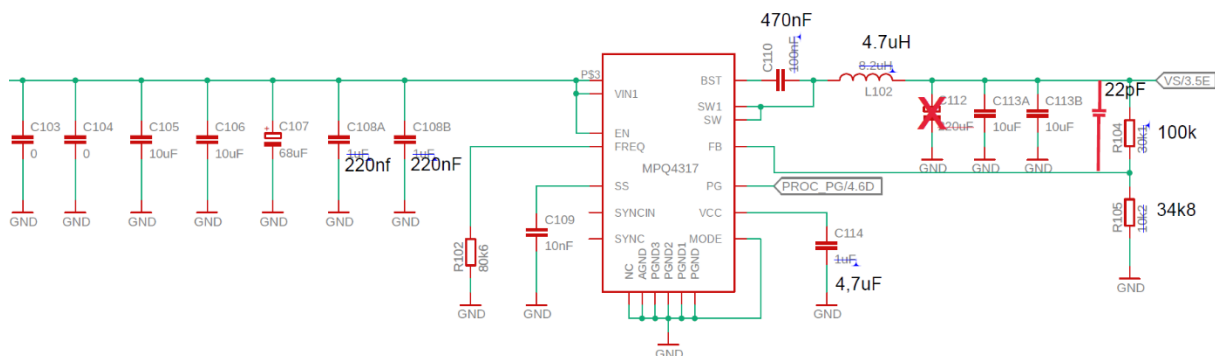 470nF
C110
100nF
4.7uH
8.2uH
L102
P$3
VIN1
EN
FREQ
SS
SYNCIN
SYNC
BST
SW1
SW
FB
PG
VCC
MODE
MPQ4317
NC
AGND
PGND3
PGND2
PGND1
PGND
GND
VS/3.5E
PROC_PG/4.6D
C103
0
GND
C104
0
GND
C105
10uF
GND
C106
10uF
GND
C107
+
68uF
GND
C108A
1uF
220nf
GND
C108B
1uF
220nF
GND
R102
80k6
GND
C109
10nF
GND
C112
220uF
GND
C113A
10uF
GND
C113B
10uF
GND
22pF
R104
30k1
100k
R105
10k2
34k8
GND
C114
1uF
4,7uF
GND